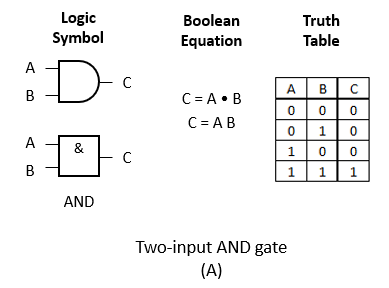 Logic
Symbol
Boolean
Equation
Truth
Table
A
B
C
A
B
&
C
AND
C = A • B
C = A B
A B C
0 0 0
0 1 0
1 0 0
1 1 1
Two-input AND gate
(A)